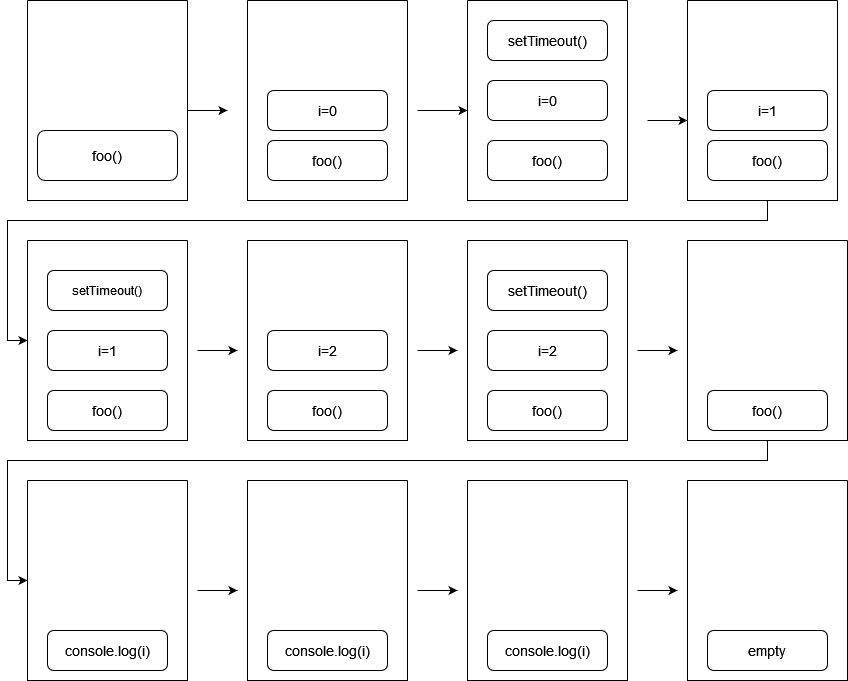 foo()
i=0
foo()
setTimeout()
i=0
foo()
i=1
foo()
setTimeout()
i=1
foo()
i=2
foo()
setTimeout()
i=2
foo()
foo()
console.log(i)
console.log(i)
console.log(i)
empty